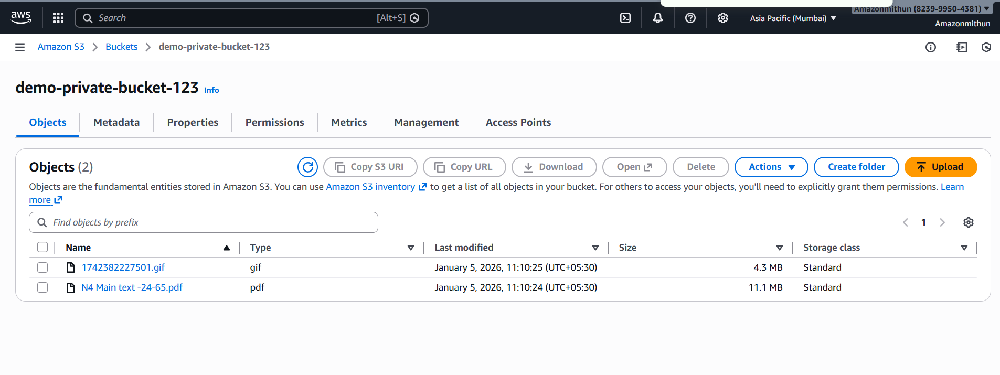 aws Search [Alt+S] Asia Pacific (Mumbai) Amazonmithun (8239-9950-4381)
Amazonmithun
Amazon S3 Buckets demo-private-bucket-123
demo-private-bucket-123 Info
Objects Metadata Properties Permissions Metrics Management Access Points
Objects (2) Copy S3 URI Copy URL Download Open Delete Actions Create folder Upload
Objects are the fundamental entities stored in Amazon S3. You can use Amazon S3 inventory to get a list of all objects in your bucket. For others to access your objects, you'll need to explicitly grant them permissions. Learn
more
Find objects by prefix 1
Name Type Last modified Size Storage class
1742382227501.gif gif January 5, 2026, 11:10:25 (UTC+05:30) 4.3 MB Standard
N4 Main text -24-65.pdf pdf January 5, 2026, 11:10:24 (UTC+05:30) 11.1 MB Standard